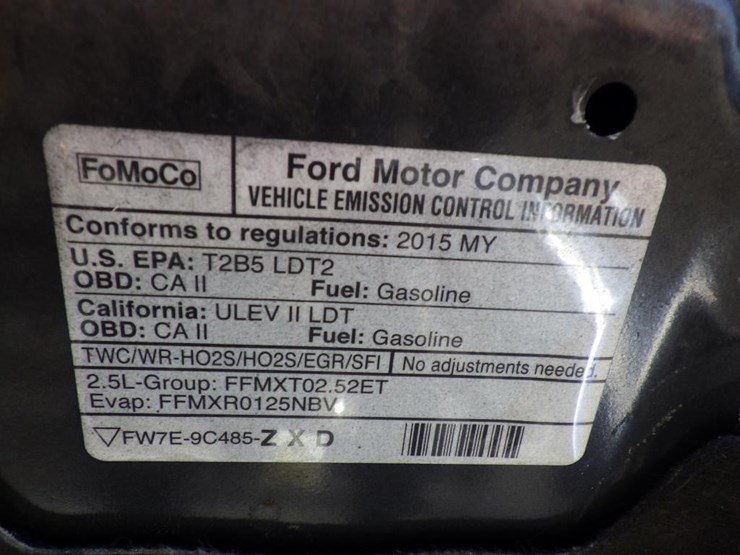 FoMoCo
Ford Motor Company
VEHICLE EMISSION CONTROL INFORMATION
Conforms to regulations: 2015 MY
U.S. EPA: T2B5 LDT2
OBD: CA II Fuel: Gasoline
California: ULEV II LDT
OBD: CA II Fuel: Gasoline
TWC/WR-HO2S/HO2S/EGR/SFI No adjustments needed.
2.5L-Group: FFMXT02.52ET
Evap: FFMXR0125NBV
FW7E-9C485-Z X D